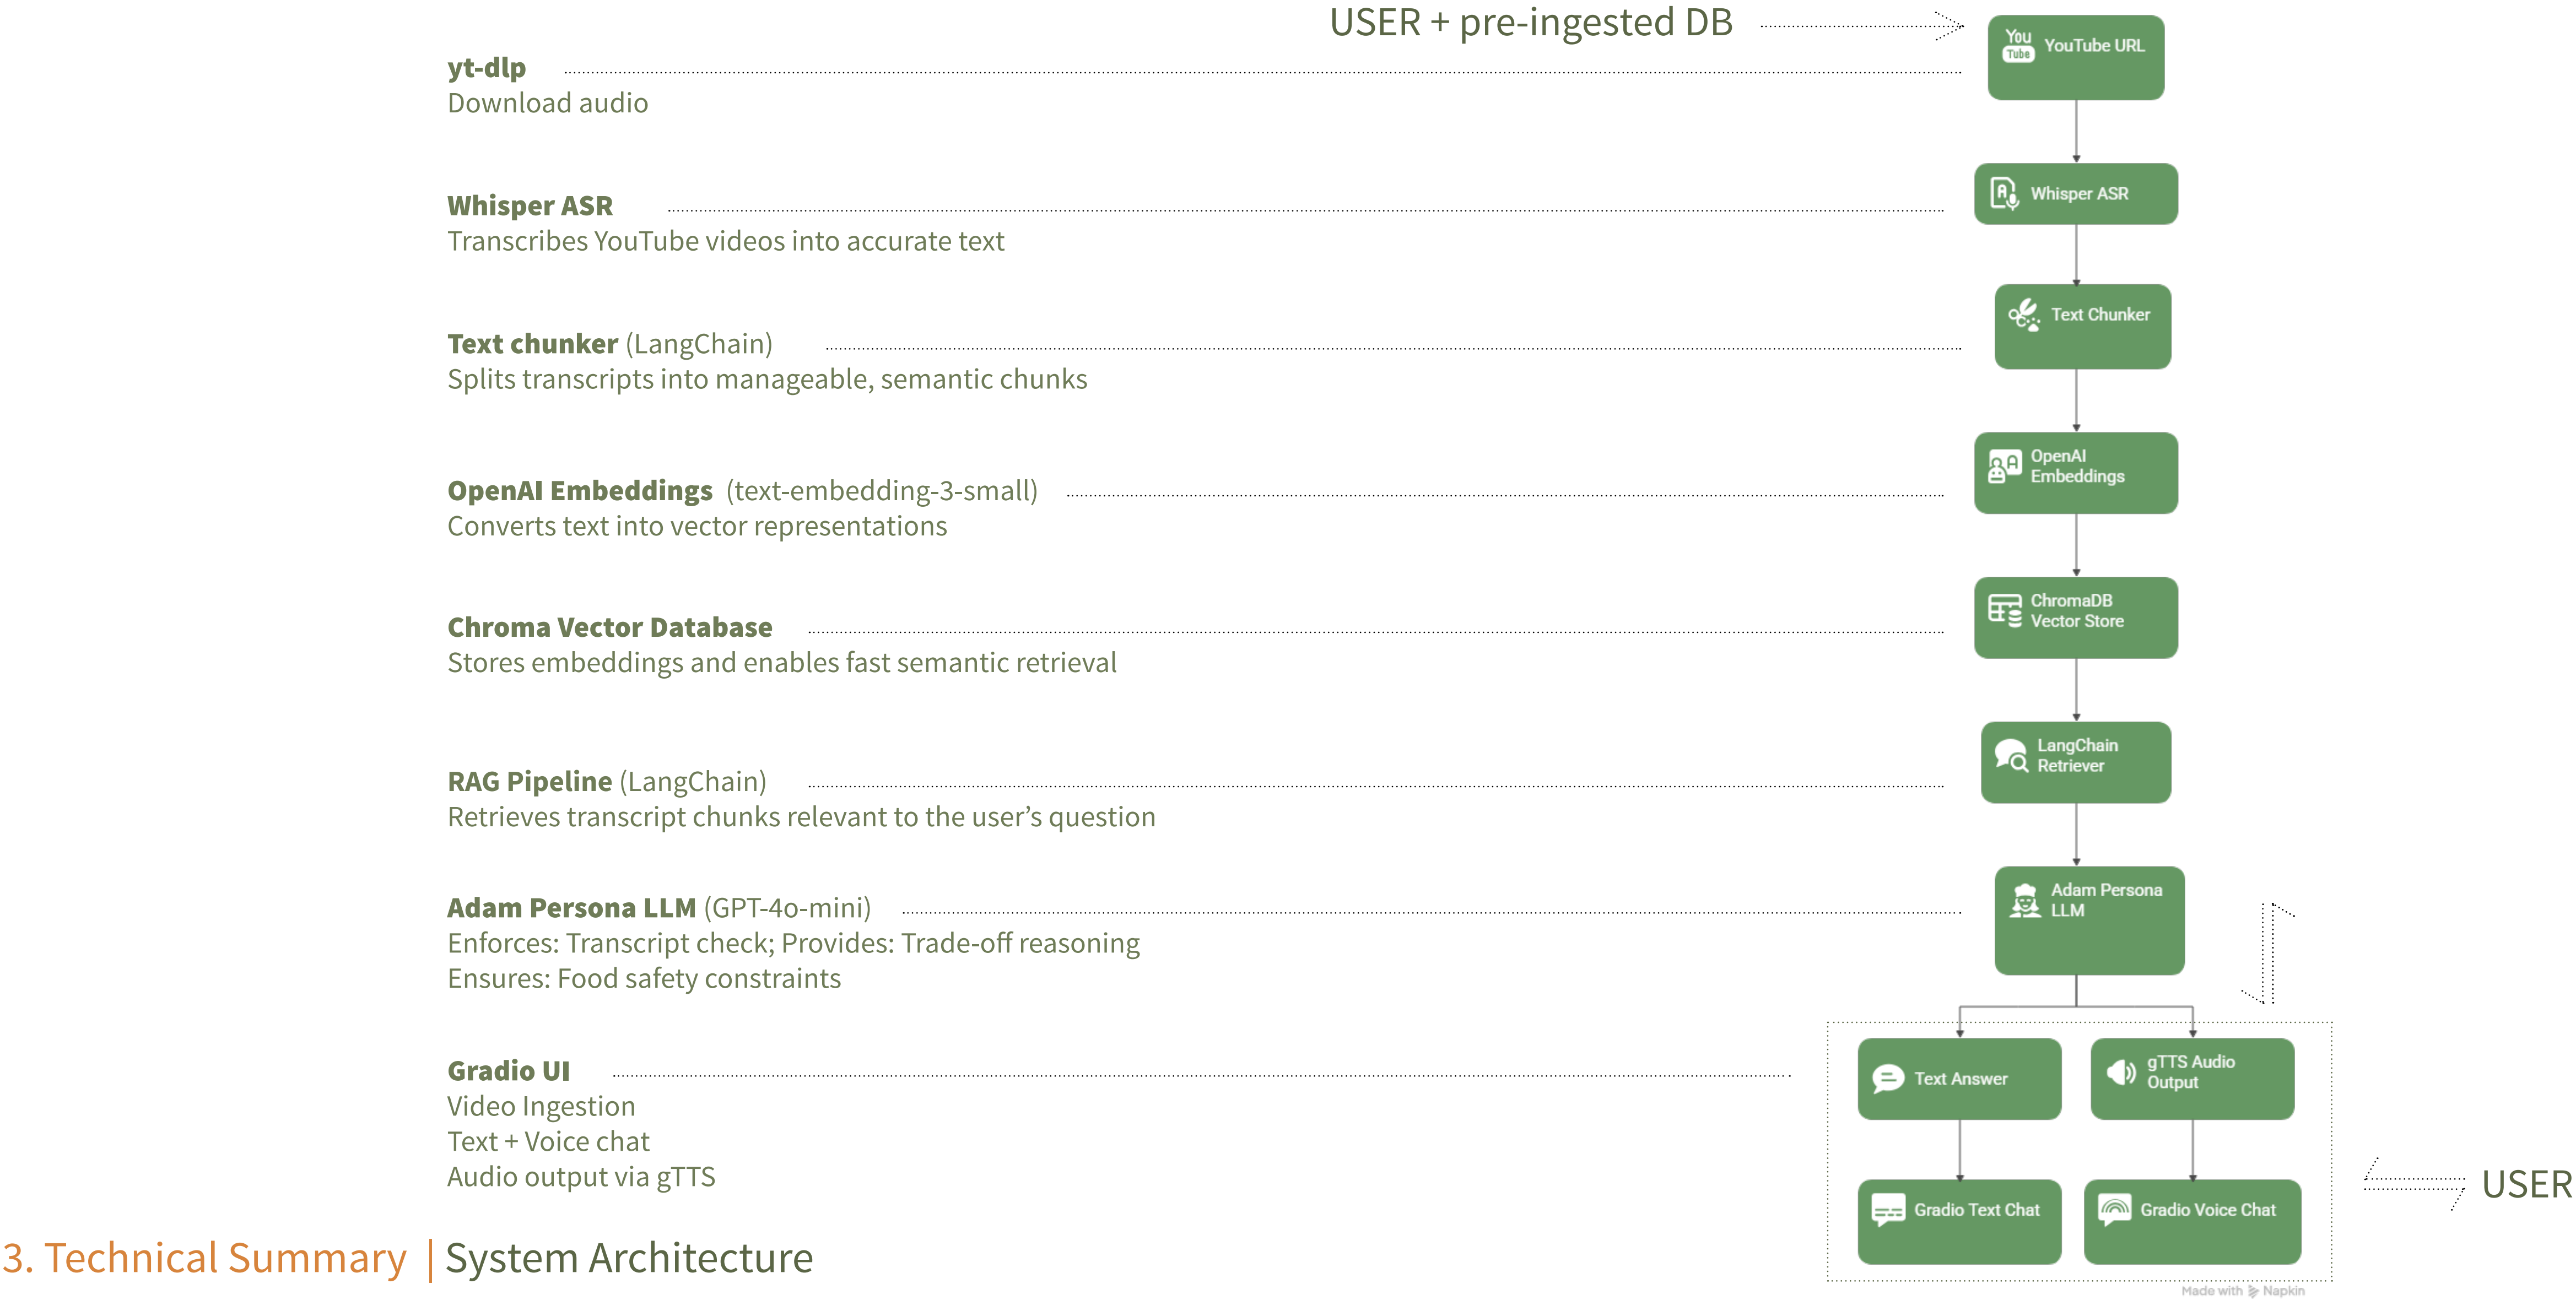 USER + pre-ingested DB
yt-dlp
Download audio
Whisper ASR
Transcribes YouTube videos into accurate text
Text chunker (LangChain)
Splits transcripts into manageable, semantic chunks
OpenAI Embeddings (text-embedding-3-small)
Converts text into vector representations
Chroma Vector Database
Stores embeddings and enables fast semantic retrieval
RAG Pipeline (LangChain)
Retrieves transcript chunks relevant to the user’s question
Adam Persona LLM (GPT-4o-mini)
Enforces: Transcript check; Provides: Trade-off reasoning
Ensures: Food safety constraints
Gradio UI
Video Ingestion
Text + Voice chat
Audio output via gTTS
You
Tube
YouTube URL
Whisper ASR
Text Chunker
OpenAI
Embeddings
ChromaDB
Vector Store
LangChain
Retriever
Adam Persona
LLM
Text Answer
gTTS Audio
Output
Gradio Text Chat
Gradio Voice Chat
USER
Made with Napkin
3. Technical Summary | System Architecture